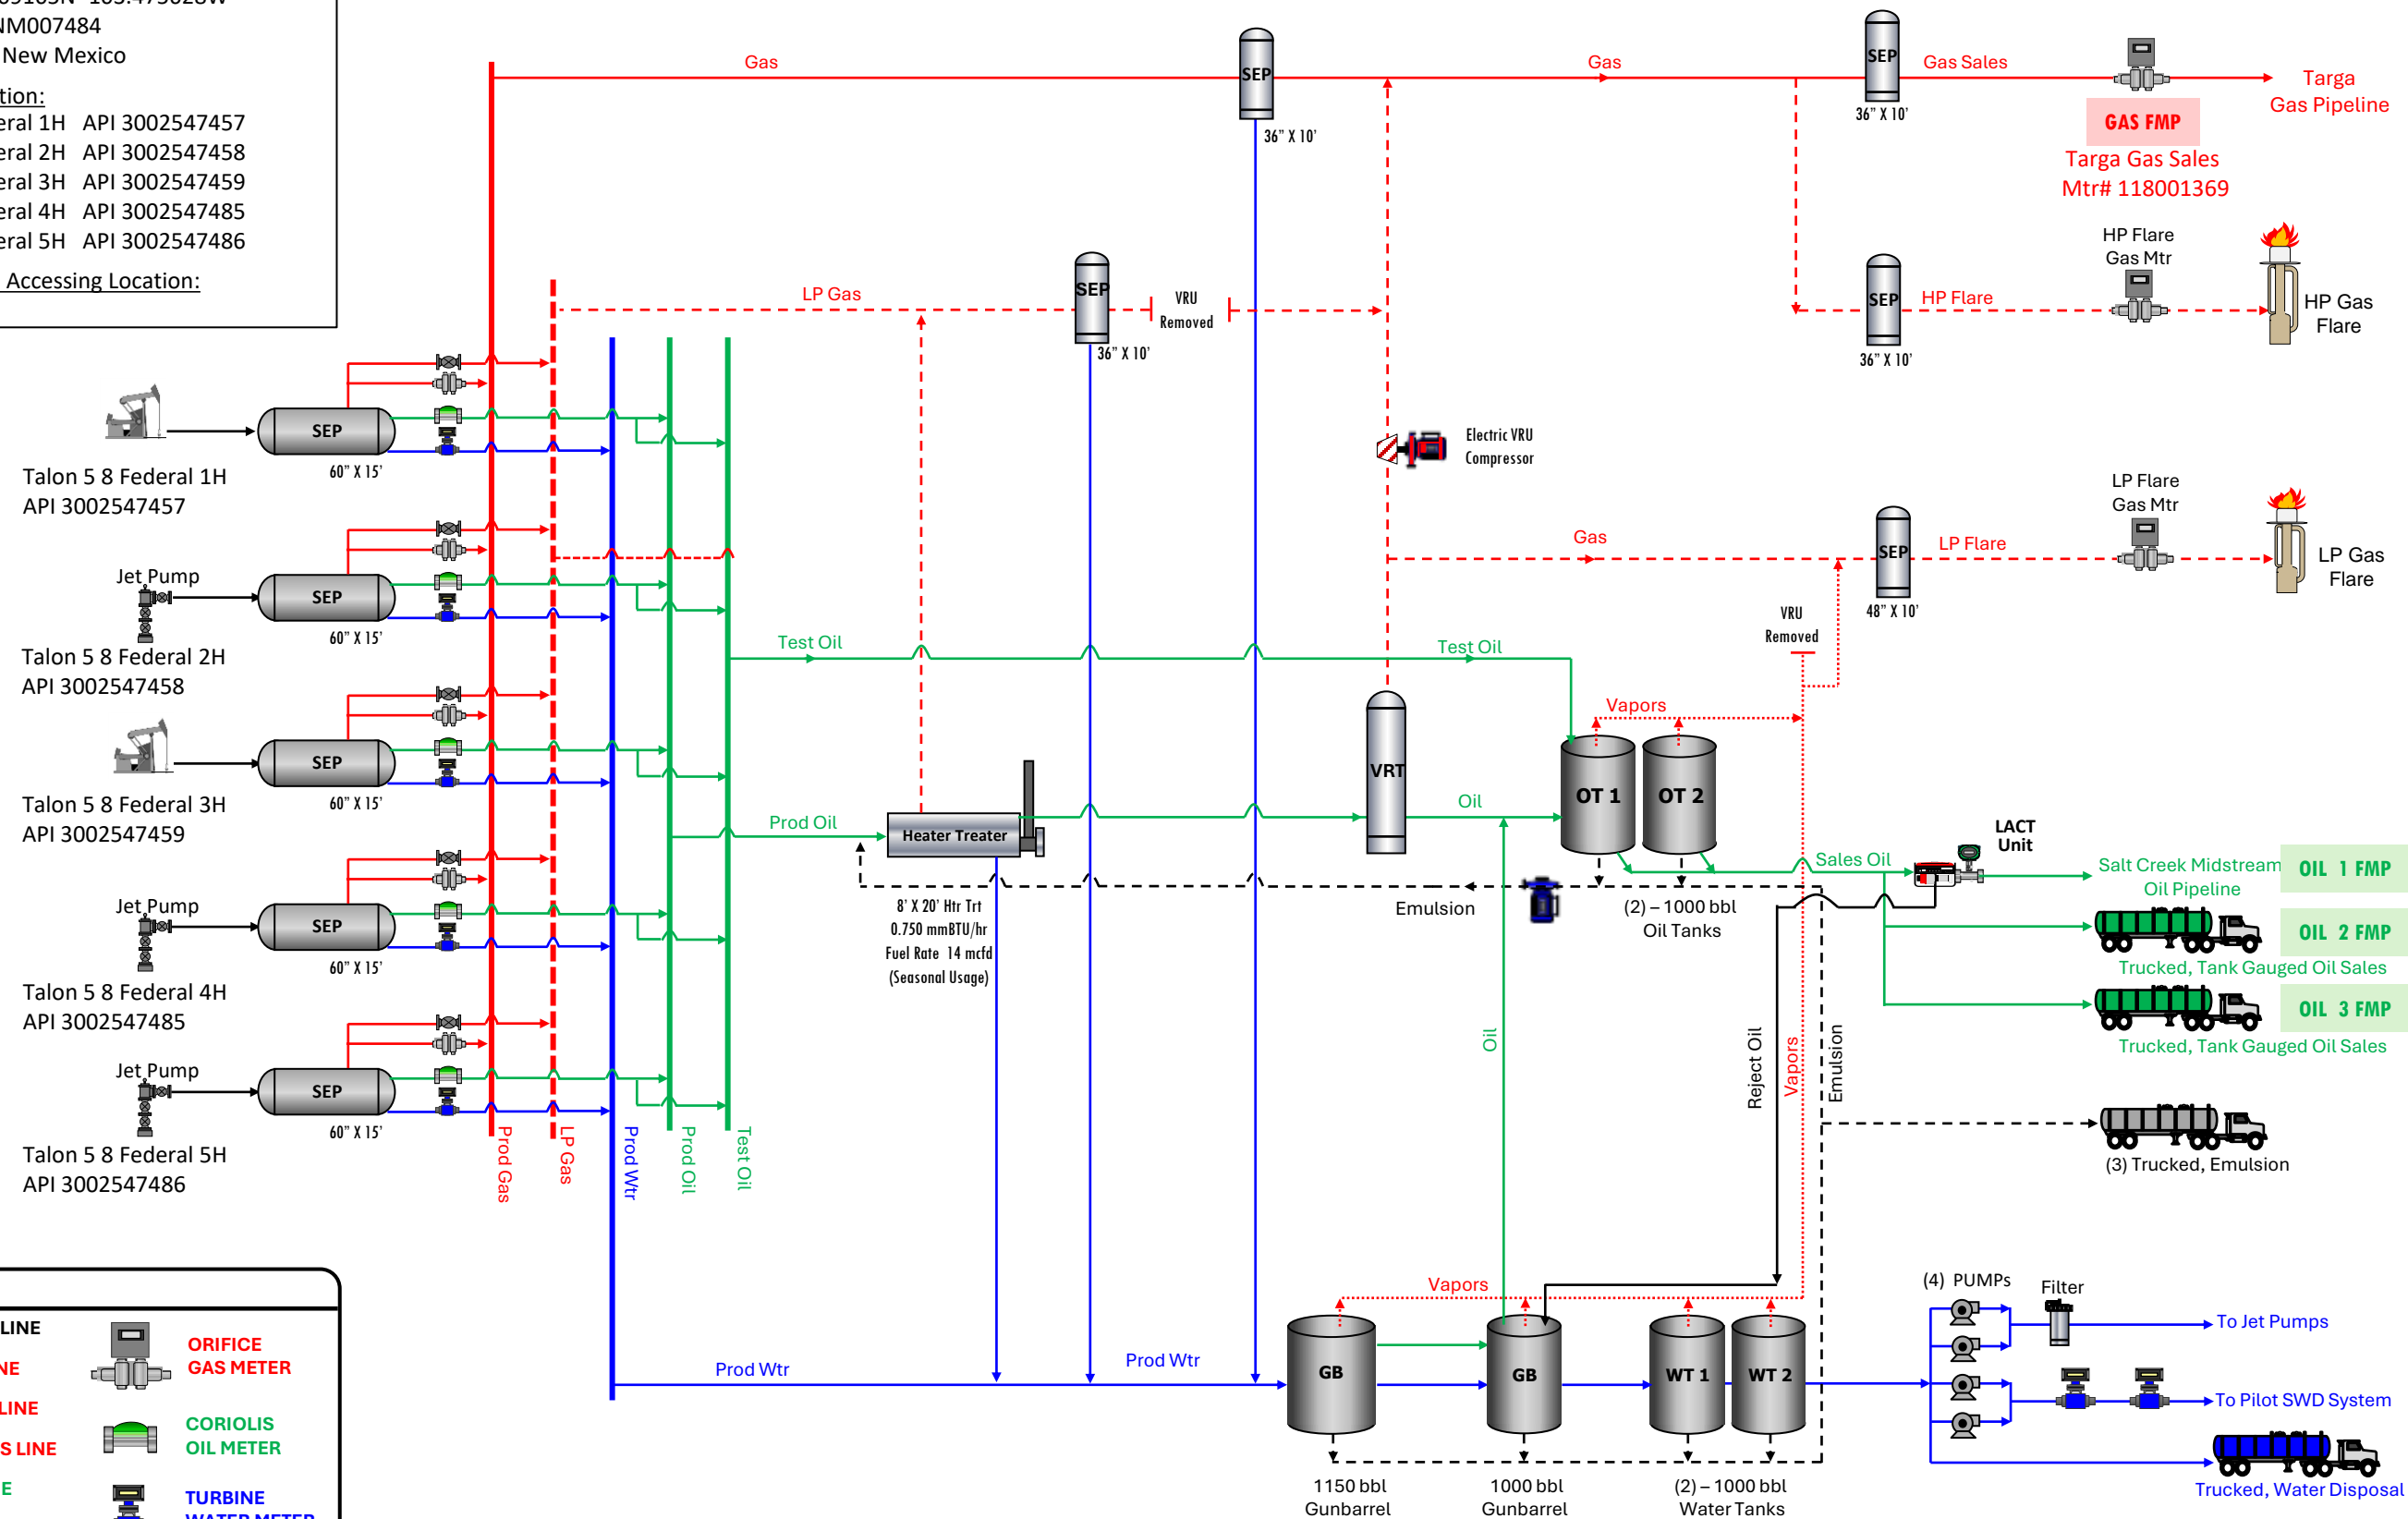 103.475028W
NM007484
New Mexico
1H API 3002547457
2H API 3002547458
3H API 3002547459
4H API 3002547485
5H API 3002547486
Accessing Location:
Gas
SEP
36" X 10'
Gas
SEP
36" X 10'
Gas Sales
Targa
Gas Pipeline
GAS FMP
Targa Gas Sales
Mtr# 118001369
LP Gas
SEP
36" X 10'
VRU
Removed
SEP
36" X 10'
HP Flare
HP Flare
Gas Mtr
HP Gas
Flare
SEP
60" X 15'
Talon 5 8 Federal 1H
API 3002547457
Electric VRU
Compressor
Jet Pump
SEP
60" X 15'
Talon 5 8 Federal 2H
API 3002547458
Gas
SEP
48" X 10'
LP Flare
LP Flare
Gas Mtr
LP Gas
Flare
VRU
Removed
Test Oil
Test Oil
Vapors
SEP
60" X 15'
Talon 5 8 Federal 3H
API 3002547459
Prod Oil
Heater Treater
8' X 20' Htr Trt
0.750 mmBTU/hr
Fuel Rate 14 mcfd
(Seasonal Usage)
VRT
Oil
OT 1
OT 2
(2) – 1000 bbl
Oil Tanks
Emulsion
Sales Oil
LACT
Unit
Salt Creek Midstream
Oil Pipeline
OIL 1 FMP
OIL 2 FMP
Trucked, Tank Gauged Oil Sales
OIL 3 FMP
Trucked, Tank Gauged Oil Sales
Jet Pump
SEP
60" X 15'
Talon 5 8 Federal 4H
API 3002547485
Jet Pump
SEP
60" X 15'
Talon 5 8 Federal 5H
API 3002547486
Prod Gas
LP Gas
Prod Wtr
Prod Oil
Test Oil
Oil
Reject Oil
Vapors
Emulsion
(3) Trucked, Emulsion
Vapors
Prod Wtr
Prod Wtr
GB
1150 bbl
Gunbarrel
GB
1000 bbl
Gunbarrel
WT 1
WT 2
(2) – 1000 bbl
Water Tanks
(4) PUMPs
Filter
To Jet Pumps
To Pilot SWD System
Trucked, Water Disposal
LINE
LINE
LINE
ORIFICE
GAS METER
CORIOLIS
OIL METER
TURBINE
WATER METER